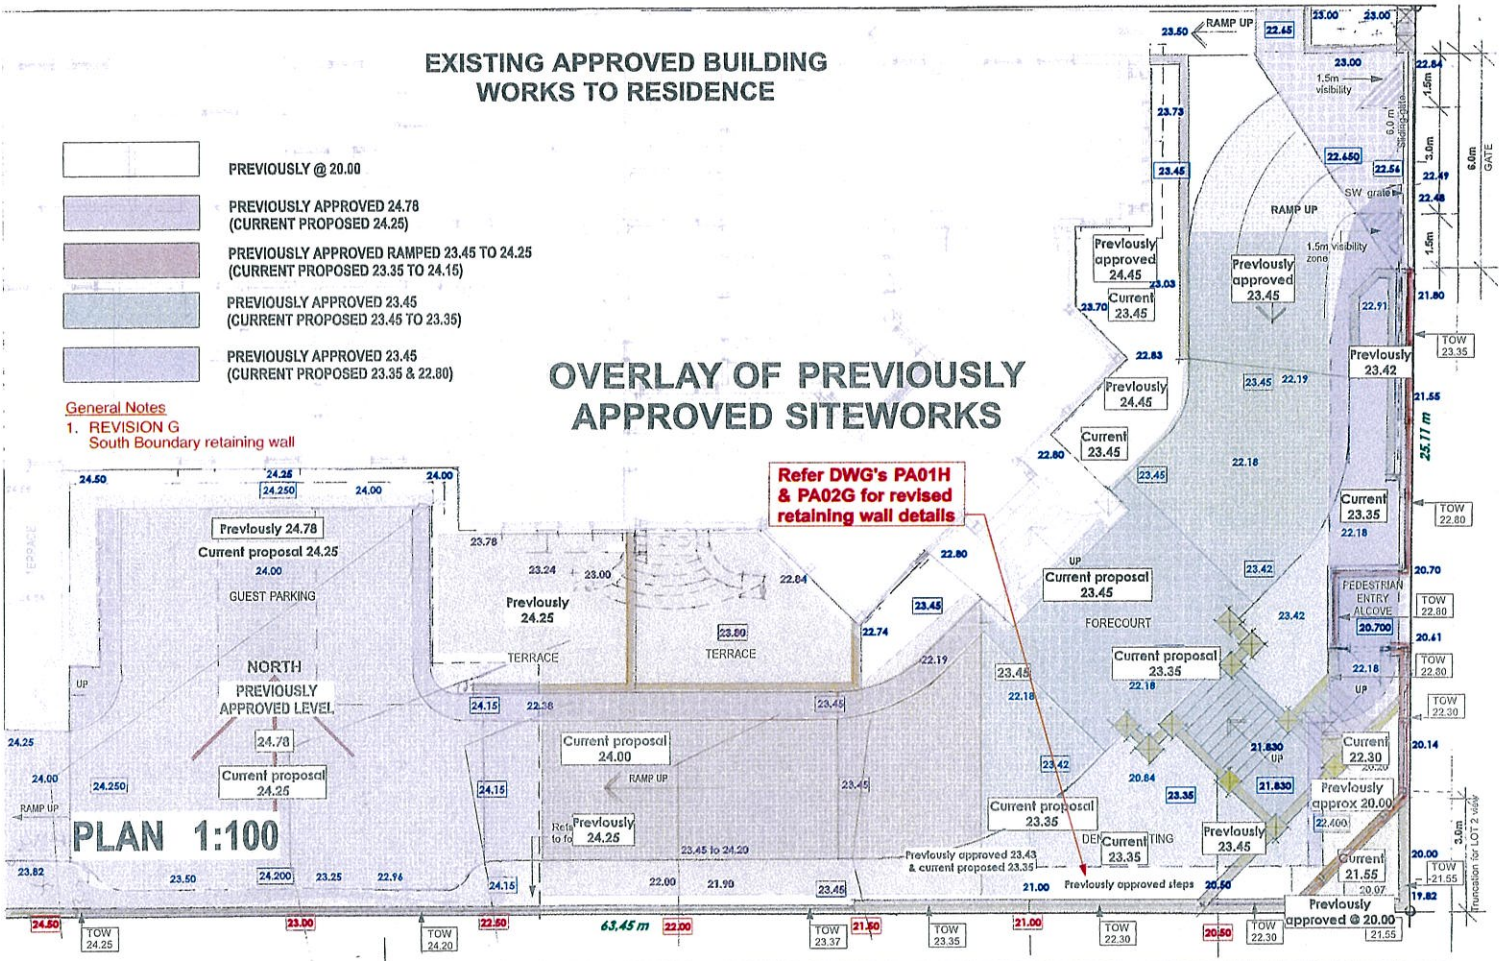 EXISTING APPROVED BUILDING
WORKS TO RESIDENCE
PREVIOUSLY @ 20.00
PREVIOUSLY APPROVED 24.78
(CURRENT PROPOSED 24.25)
PREVIOUSLY APPROVED RAMPED 23.45 TO 24.25
(CURRENT PROPOSED 23.35 TO 24.15)
PREVIOUSLY APPROVED 23.45
(CURRENT PROPOSED 23.45 TO 23.35)
PREVIOUSLY APPROVED 23.45
(CURRENT PROPOSED 23.35 & 22.80)
General Notes
1. REVISION G
South Boundary retaining wall
OVERLAY OF PREVIOUSLY
APPROVED SITEWORKS
Refer DWG's PA01H
& PA02G for revised
retaining wall details
23.50
RAMP UP
22.65
23.00
23.00
23.00
22.84
1.5m
visibility
1.5m
6.0 m
3.0m
6.0m
GATE
23.73
23.45
22.650
22.56
22.49
22.48
SW grate
RAMP UP
1.5m visibility
zone
1.5m
Previously
approved
24.45
23.03
Current
23.45
23.70
Previously
approved
23.45
22.91
21.80
TOW
23.35
22.83
Previously
23.42
23.45
22.19
Previously
24.45
21.55
25.11 m
Current
23.45
22.80
23.45
22.18
Current
23.35
TOW
22.80
22.18
24.50
24.25
24.250
24.00
24.00
Previously 24.78
Current proposal 24.25
24.00
GUEST PARKING
23.78
23.24
23.00
22.84
Previously
24.25
TERRACE
23.80
TERRACE
22.80
23.45
22.74
22.19
UP
Current proposal
23.45
FORECOURT
23.42
23.42
20.70
PEDESTRIAN
ENTRY
ALCOVE
20.700
TOW
22.80
20.41
TOW
22.80
22.18
UP
Current proposal
23.35
22.18
23.45
22.18
NORTH
PREVIOUSLY
APPROVED LEVEL
24.78
Current proposal
24.25
UP
24.25
24.00
RAMP UP
24.250
24.15
22.38
23.45
Current proposal
24.00
RAMP UP
24.15
23.45
Previously
24.25
23.42
20.84
23.35
21.830
UP
21.830
TOW
22.30
20.14
Current
22.30
Previously
approx 20.00
22.400
Current proposal
23.35
Current
23.35
Previously
23.45
PLAN 1:100
23.45 to 24.20
Previously approved 23.43
& current proposed 23.35
Current
21.55
20.07
20.00
TOW
21.55
19.82
3.0m
Truncation for LOT 2 view
23.82
23.50
24.200
23.25
22.96
24.15
22.00
21.90
23.45
21.00
Previously approved steps
20.50
Previously
approved @ 20.00
21.55
24.50
TOW
24.25
23.00
TOW
24.20
22.50
63.45 m
22.00
TOW
23.37
21.50
TOW
23.35
21.00
TOW
22.30
20.50
TOW
22.30